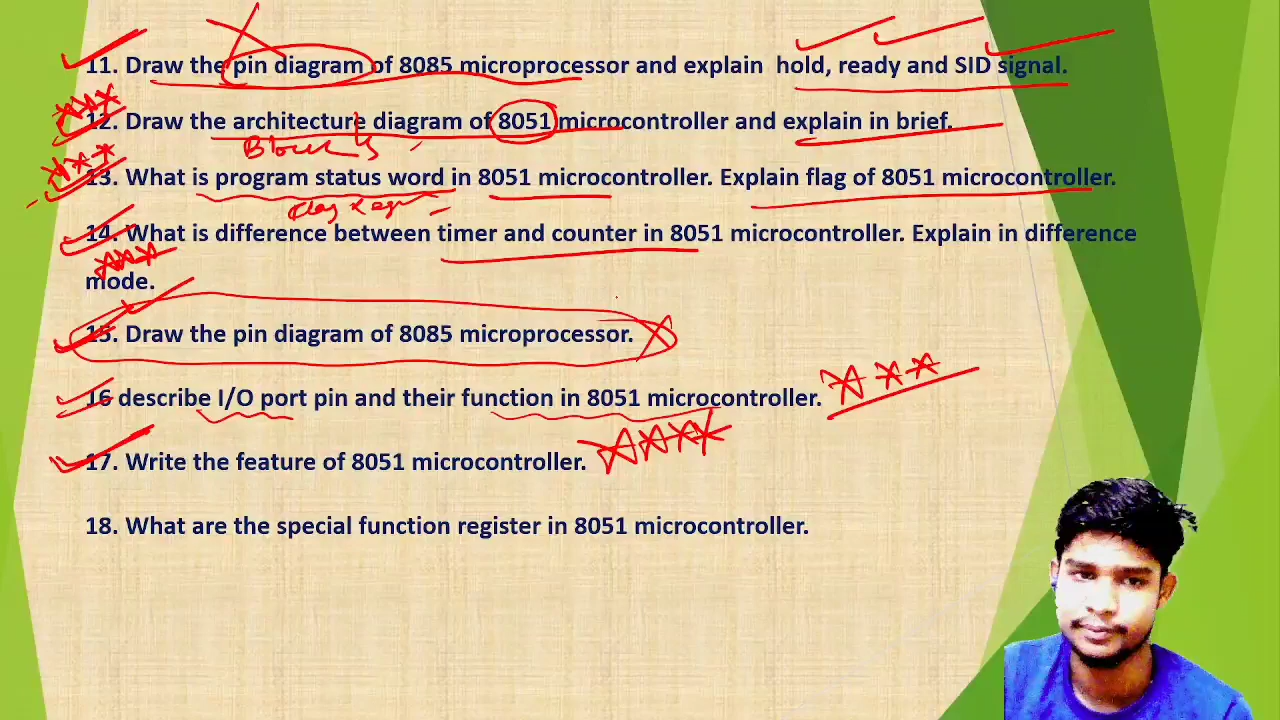 11. Draw the pin diagram of 8085 microprocessor and explain hold, ready and SID signal.
12. Draw the architecture diagram of 8051 microcontroller and explain in brief.
Block
13. What is program status word in 8051 microcontroller. Explain flag of 8051 microcontroller.
Flag
14. What is difference between timer and counter in 8051 microcontroller. Explain in difference
mode.
15. Draw the pin diagram of 8085 microprocessor.
16 describe I/O port pin and their function in 8051 microcontroller.
17. Write the feature of 8051 microcontroller.
18. What are the special function register in 8051 microcontroller.